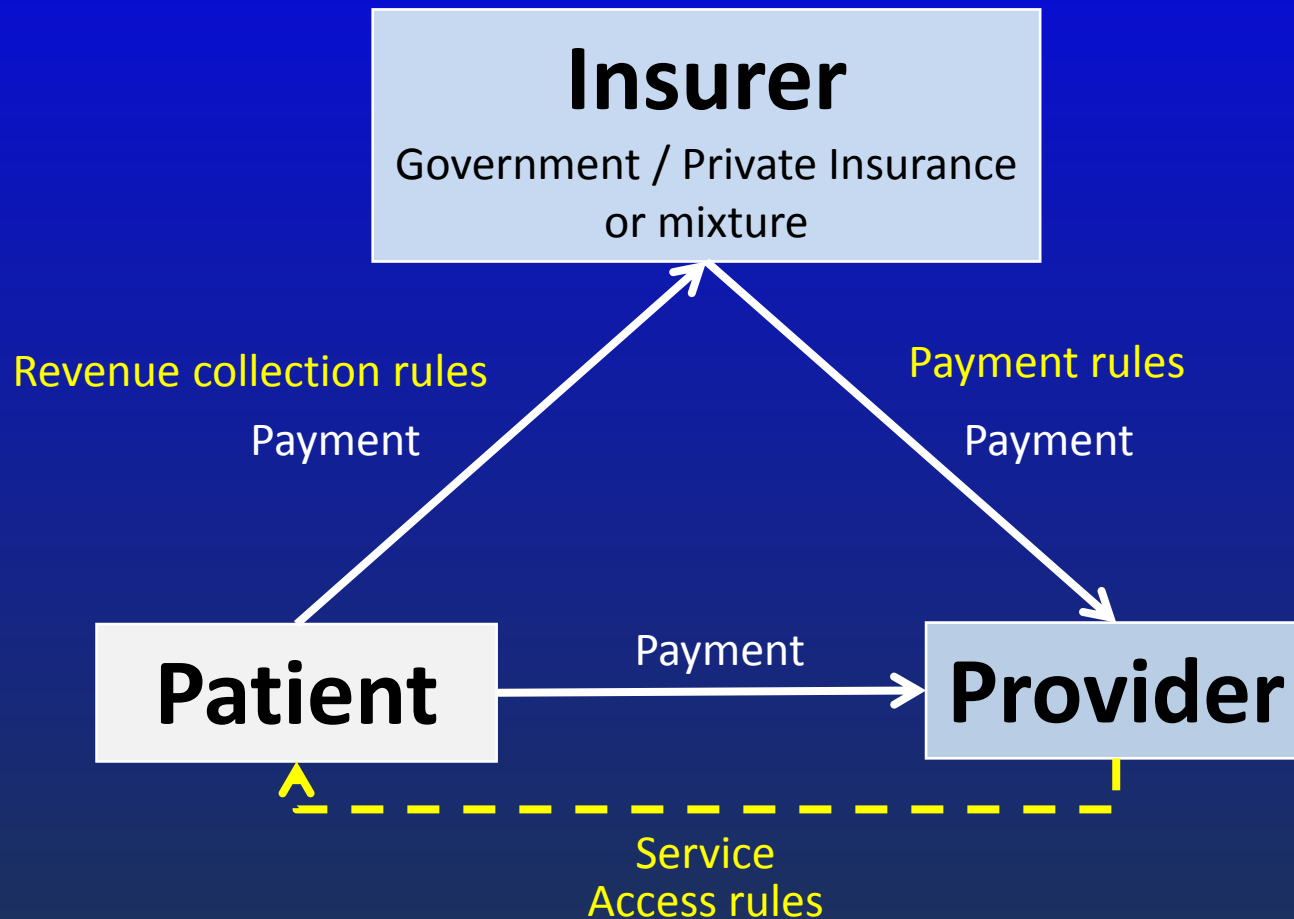 Insurer
Government / Private Insurance
or mixture
Revenue collection rules
Payment
Payment rules
Payment
Patient
Payment
Provider
Service
Access rules